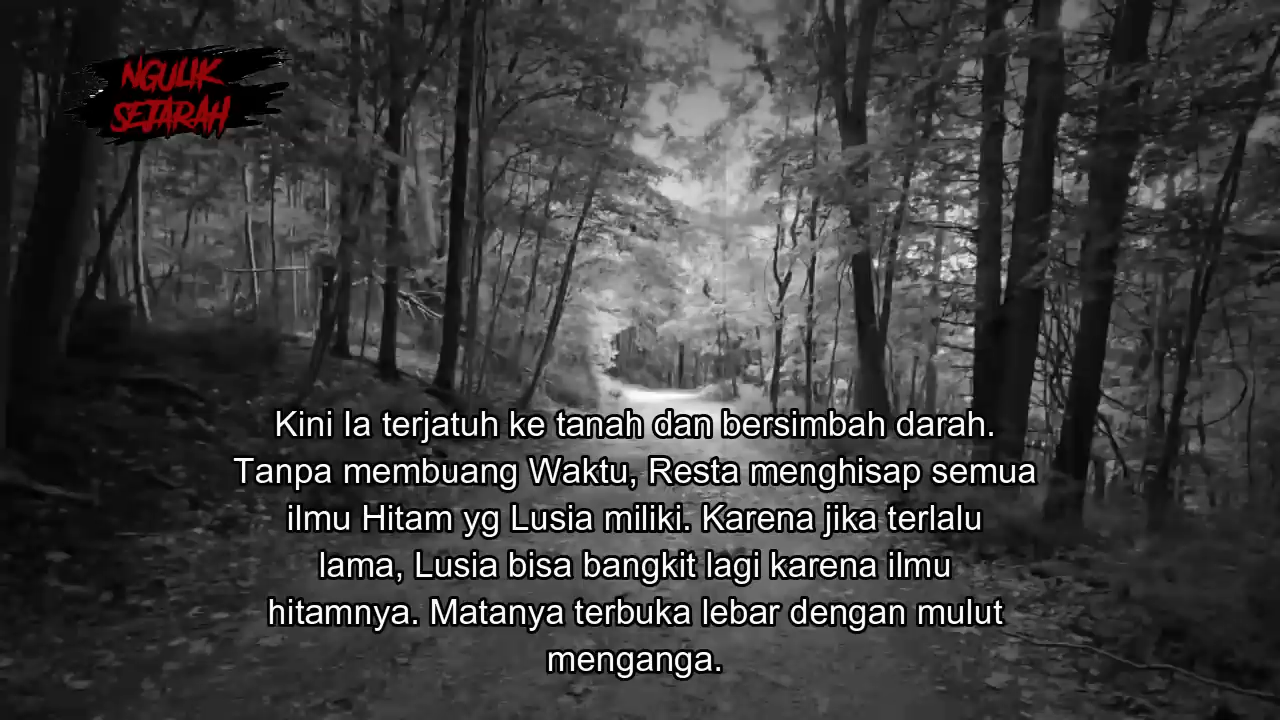 NGULIK
SEJARAH
Kini Ia terjatuh ke tanah dan bersimbah darah.
Tanpa membuang Waktu, Resta menghisap semua
ilmu Hitam yg Lusia miliki. Karena jika terlalu
lama, Lusia bisa bangkit lagi karena ilmu
hitamnya. Matanya terbuka lebar dengan mulut
menganga.